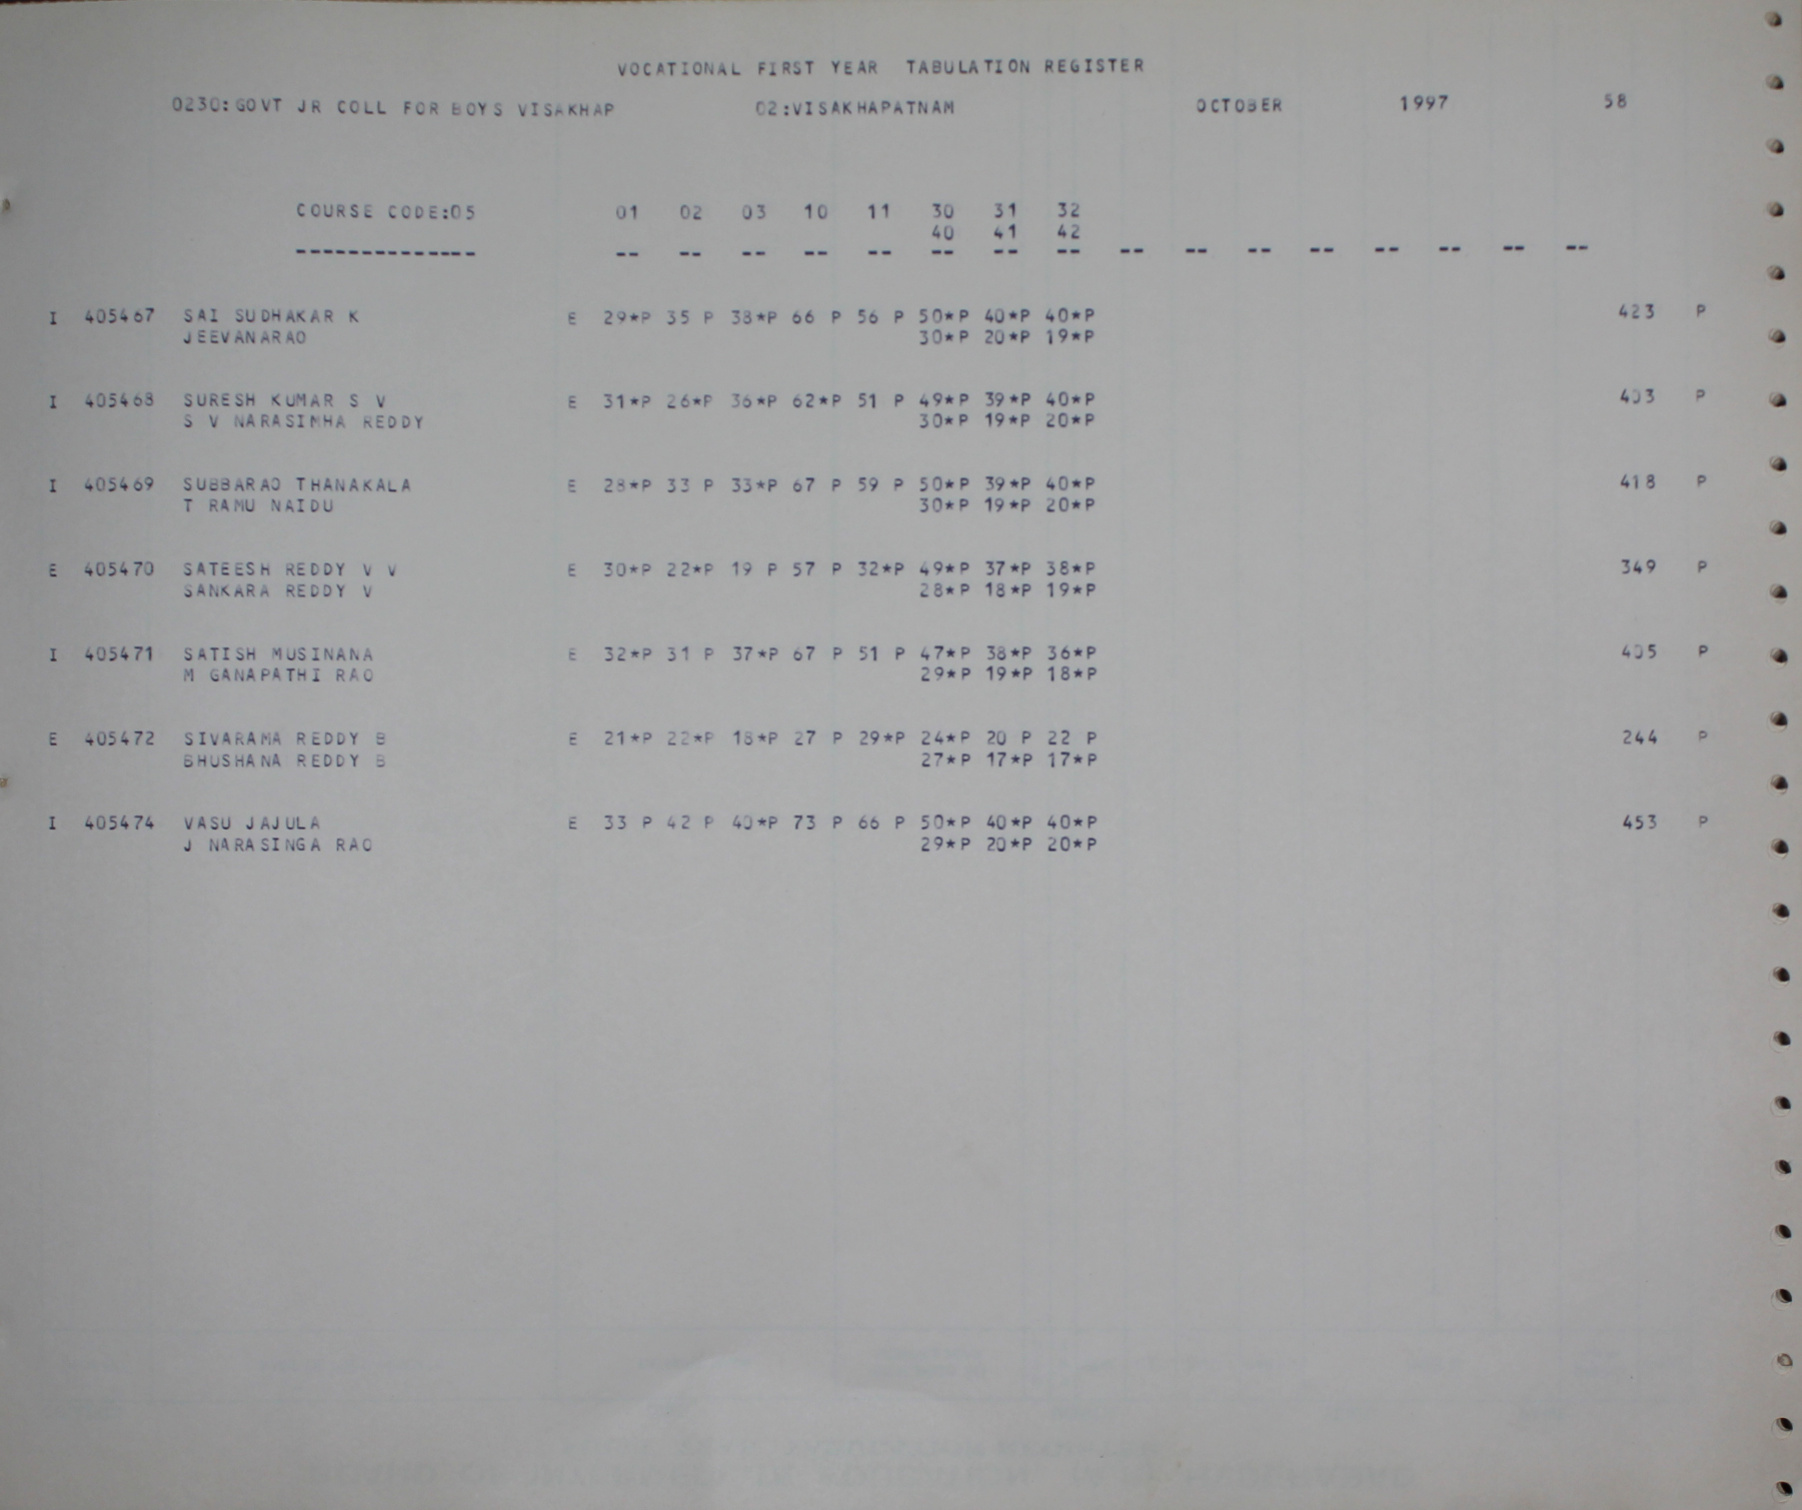 VOCATIONAL FIRST YEAR TABULATION REGISTER
0230:GOVT JR COLL FOR BOYS VISAKHAP 02:VISAKHAPATNAM OCTOBER 1997 58
COURSE CODE:05 01 02 03 10 11 30 31 32
40 41 42
-------------- -- -- -- -- -- -- -- -- -- -- -- -- -- -- -- --
I 405467 SAI SUDHAKAR K E 29*P 35 P 38*P 66 P 56 P 50*P 40*P 40*P 423 P
JEEVANARAO 30*P 20*P 19*P
I 405468 SURESH KUMAR S V E 31*P 26*P 36*P 62*P 51 P 49*P 39*P 40*P 403 P
S V NARASIMHA REDDY 30*P 19*P 20*P
I 405469 SUBBARAO THANAKALA E 28*P 33 P 33*P 67 P 59 P 50*P 39*P 40*P 418 P
T RAMU NAIDU 30*P 19*P 20*P
E 405470 SATEESH REDDY V V E 30*P 22*P 19 P 57 P 32*P 49*P 37*P 38*P 349 P
SANKARA REDDY V 28*P 18*P 19*P
I 405471 SATISH MUSINANA E 32*P 31 P 37*P 67 P 51 P 47*P 38*P 36*P 405 P
M GANAPATHI RAO 29*P 19*P 18*P
E 405472 SIVARAMA REDDY B E 21*P 22*P 18*P 27 P 29*P 24*P 20 P 22 P 244 P
BHUSHANA REDDY B 27*P 17*P 17*P
I 405474 VASU JAJULA E 33 P 42 P 40*P 73 P 66 P 50*P 40*P 40*P 453 P
J NARASINGA RAO 29*P 20*P 20*P